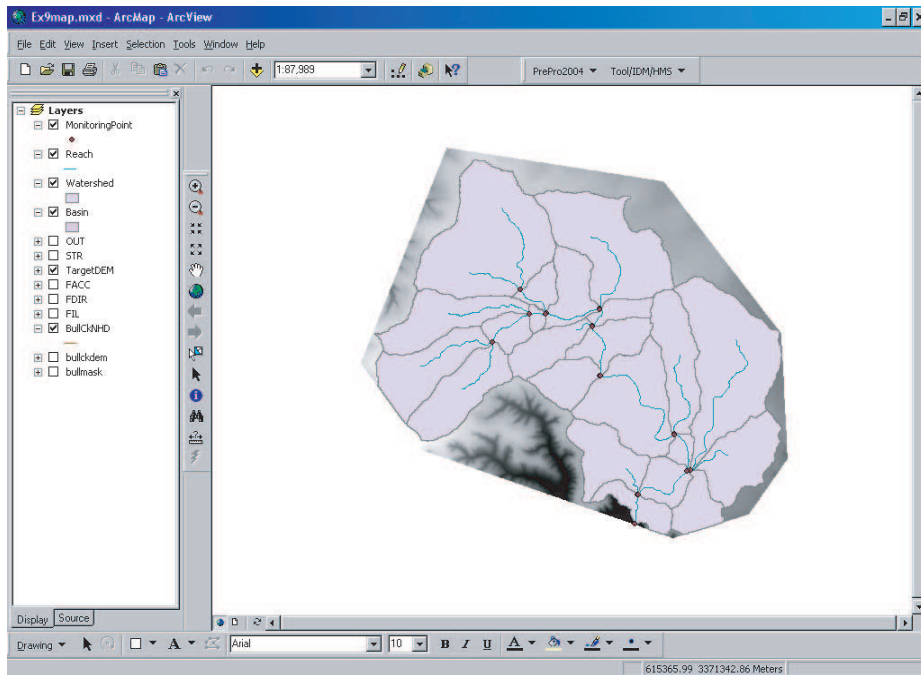 Ex9map.mxd - ArcMap - ArcView
File Edit View Insert Selection Tools Window Help
1:87,989
PrePro2004 Tool/IDM/HMS
Layers
MonitoringPoint
Reach
Watershed
Basin
OUT
STR
TargetDEM
FACC
FDIR
FIL
BullCkNHD
bullckdem
bullmask
Display Source
Drawing A Arial 10 B I U A
615365.99 3371342.86 Meters